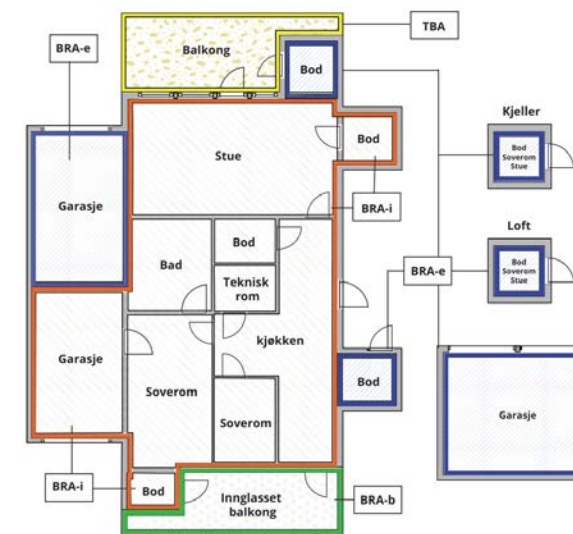 TBA
BRA-e
Balkong
Bod
Kjeller
Bod
Soverom
Stue
Stue
Bod
Garasje
BRA-i
Loft
Bad
Bod
Teknisk
rom
BRA-e
Bod
Soverom
Stue
Garasje
kjøkken
Soverom
Soverom
Bod
Garasje
BRA-i
Bod
Innglasset
balkong
BRA-b